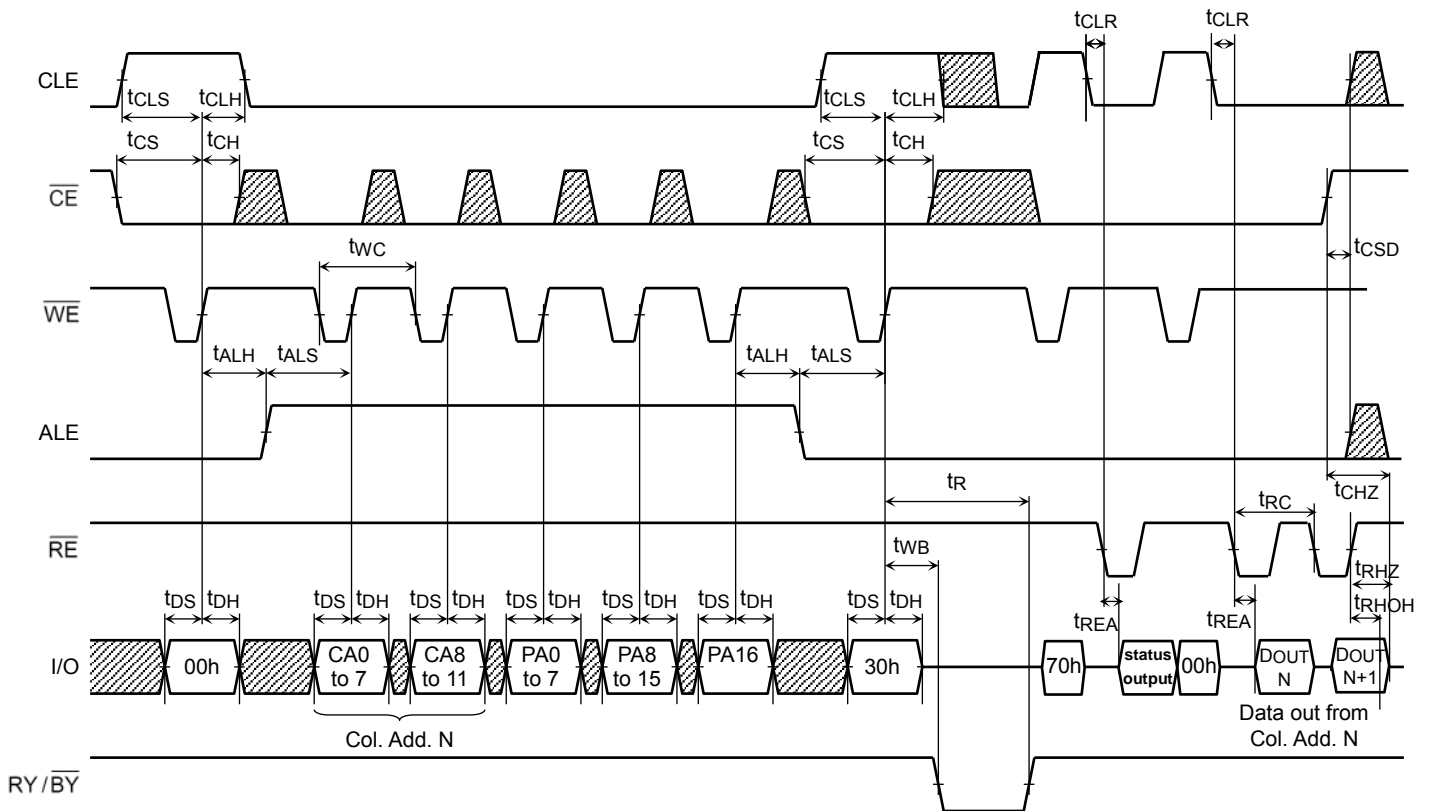 tCLR tCLR
CLE
tCLS tCLH tCLS tCLH
tCS tCH tCS tCH
CE
tWC tCSD
WE
tALH tALS tALH tALS
ALE
tR tCHZ
tRC
RE
tWB
tRHZ
tDS tDH tDS tDH tDS tDH tDS tDH tDS tDH tDS tDH tDS tDH tREA tREA tRHOH
I/O 00h CA0 to 7 CA8 to 11 PA0 to 7 PA8 to 15 PA16 30h 70h status output 00h DOUT N DOUT N+1
Col. Add. N
Data out from
Col. Add. N
RY/BY